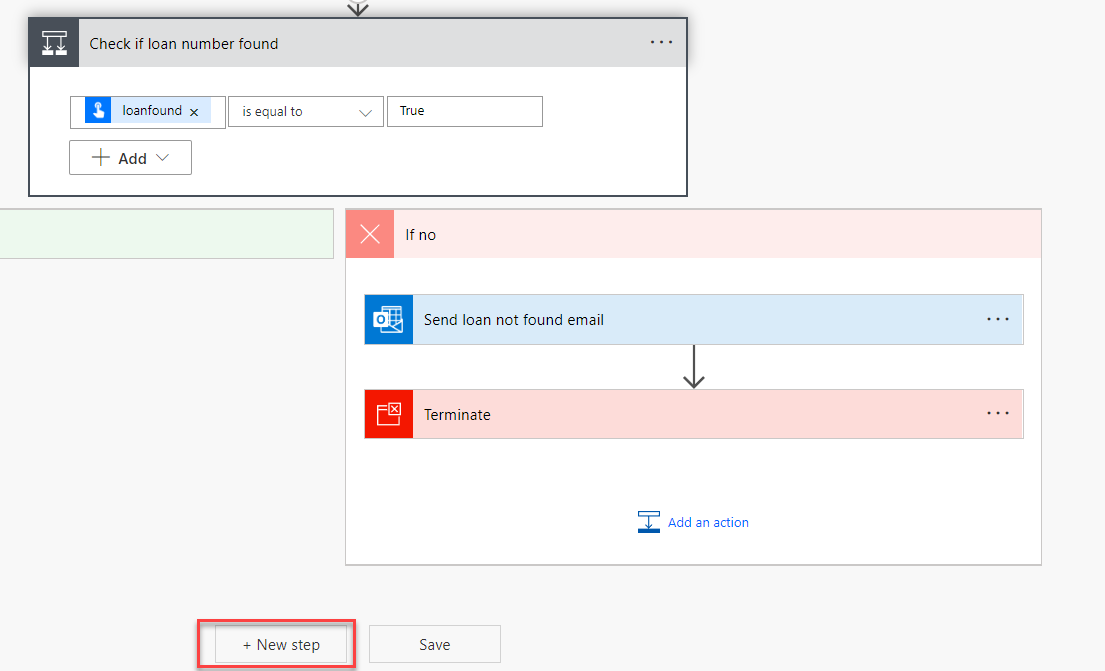 Check if loan number found
loanfound
is equal to
True
Add
If no
Send loan not found email
Terminate
Add an action
+ New step
Save